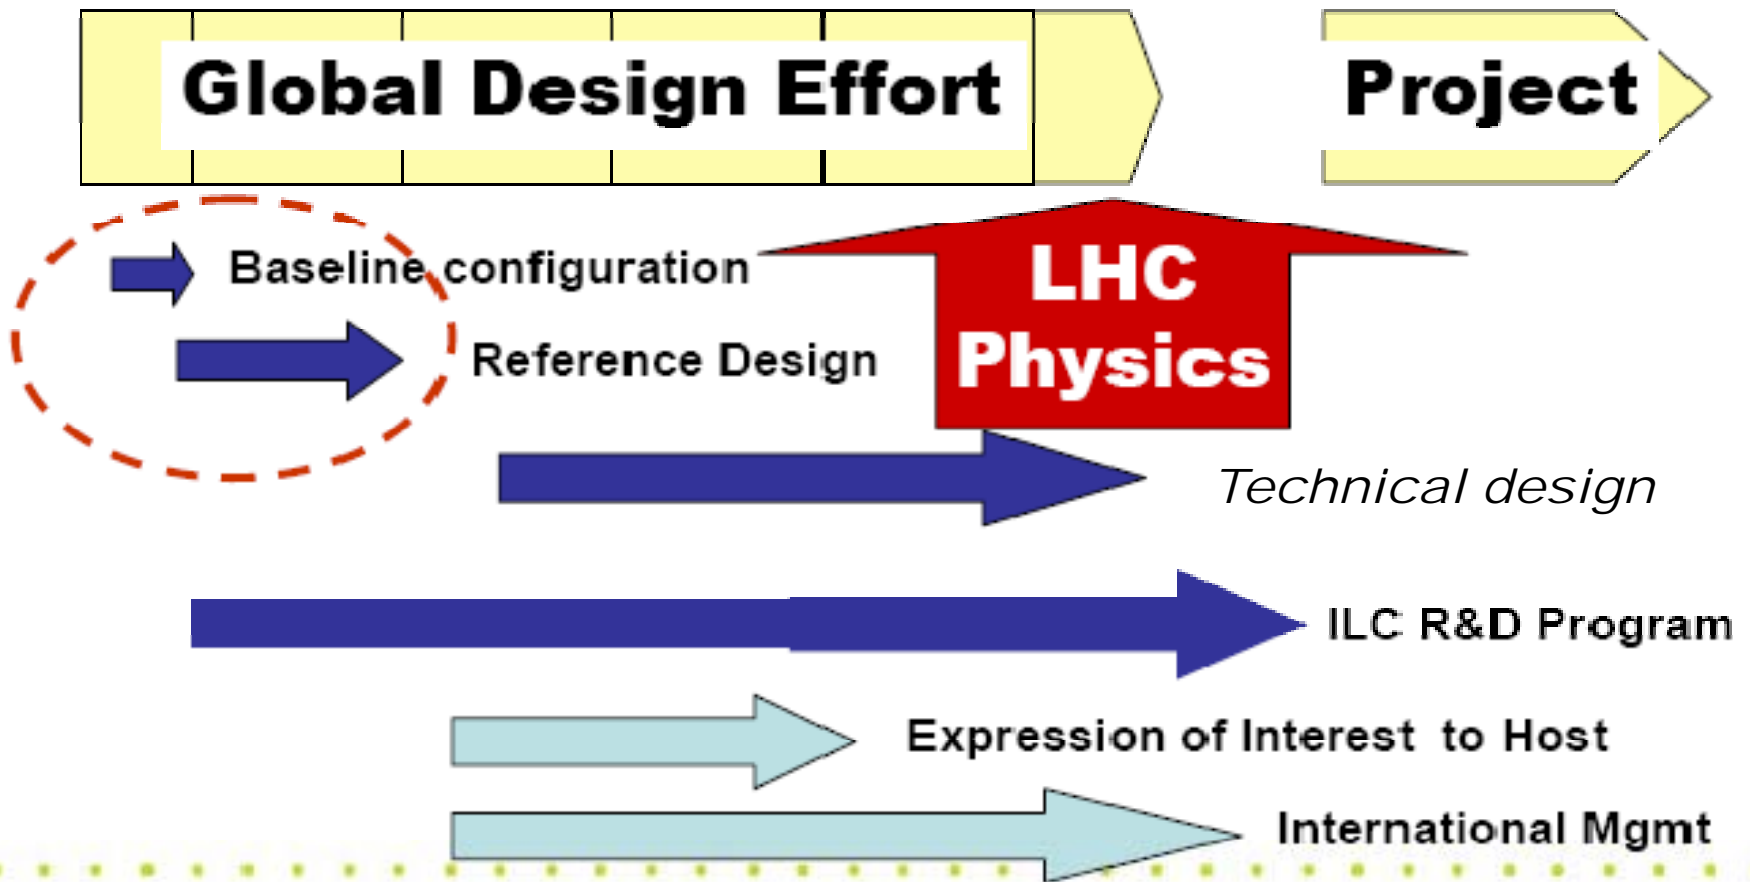 Global Design Effort
Project
Baseline configuration
LHC
Physics
Reference Design
Technical design
ILC R&D Program
Expression of Interest to Host
International Mgmt